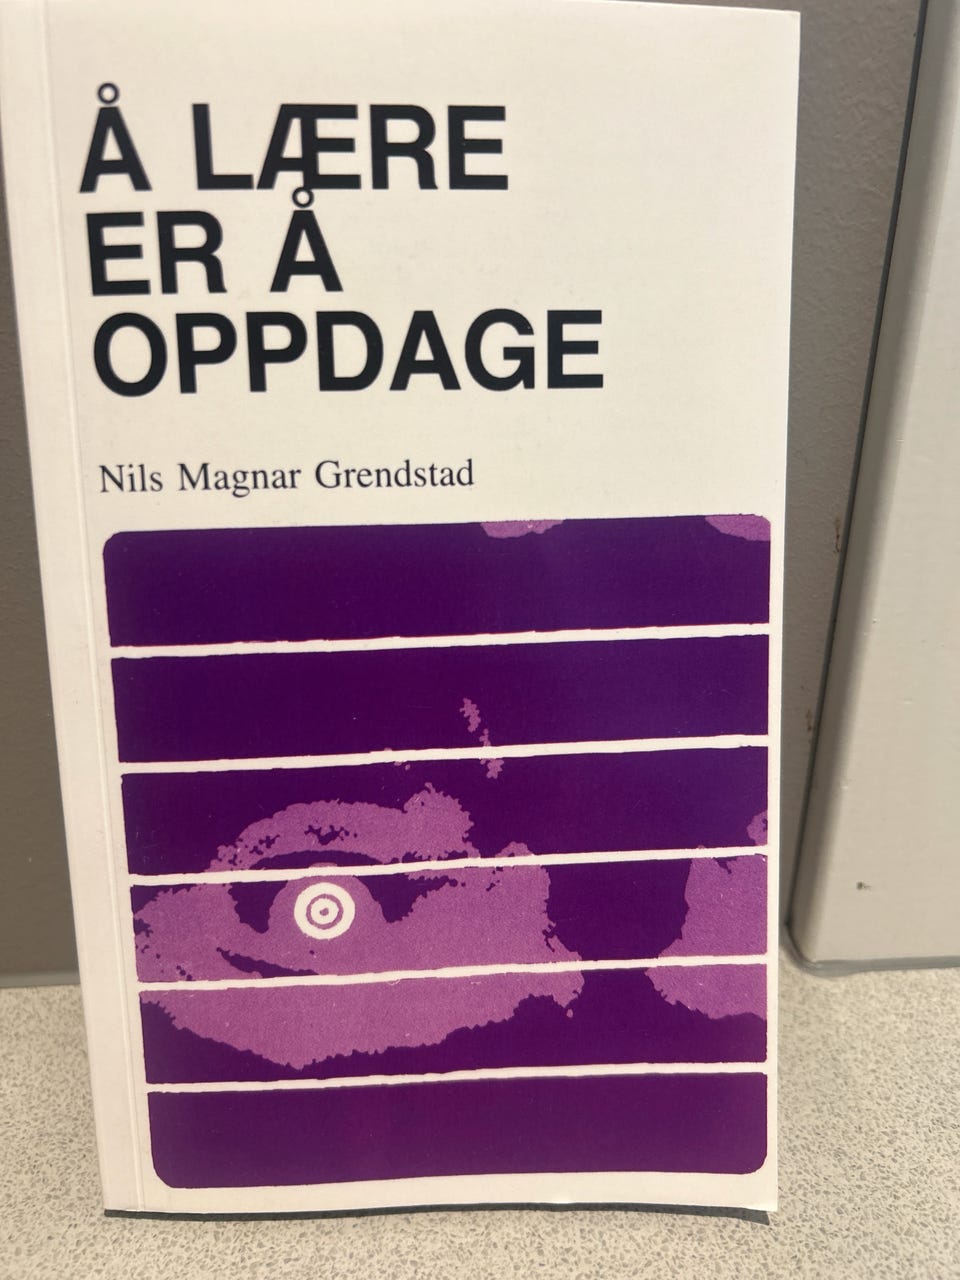 Å LÆRE
ER Å
OPPDAGE
Nils Magnar Grendstad